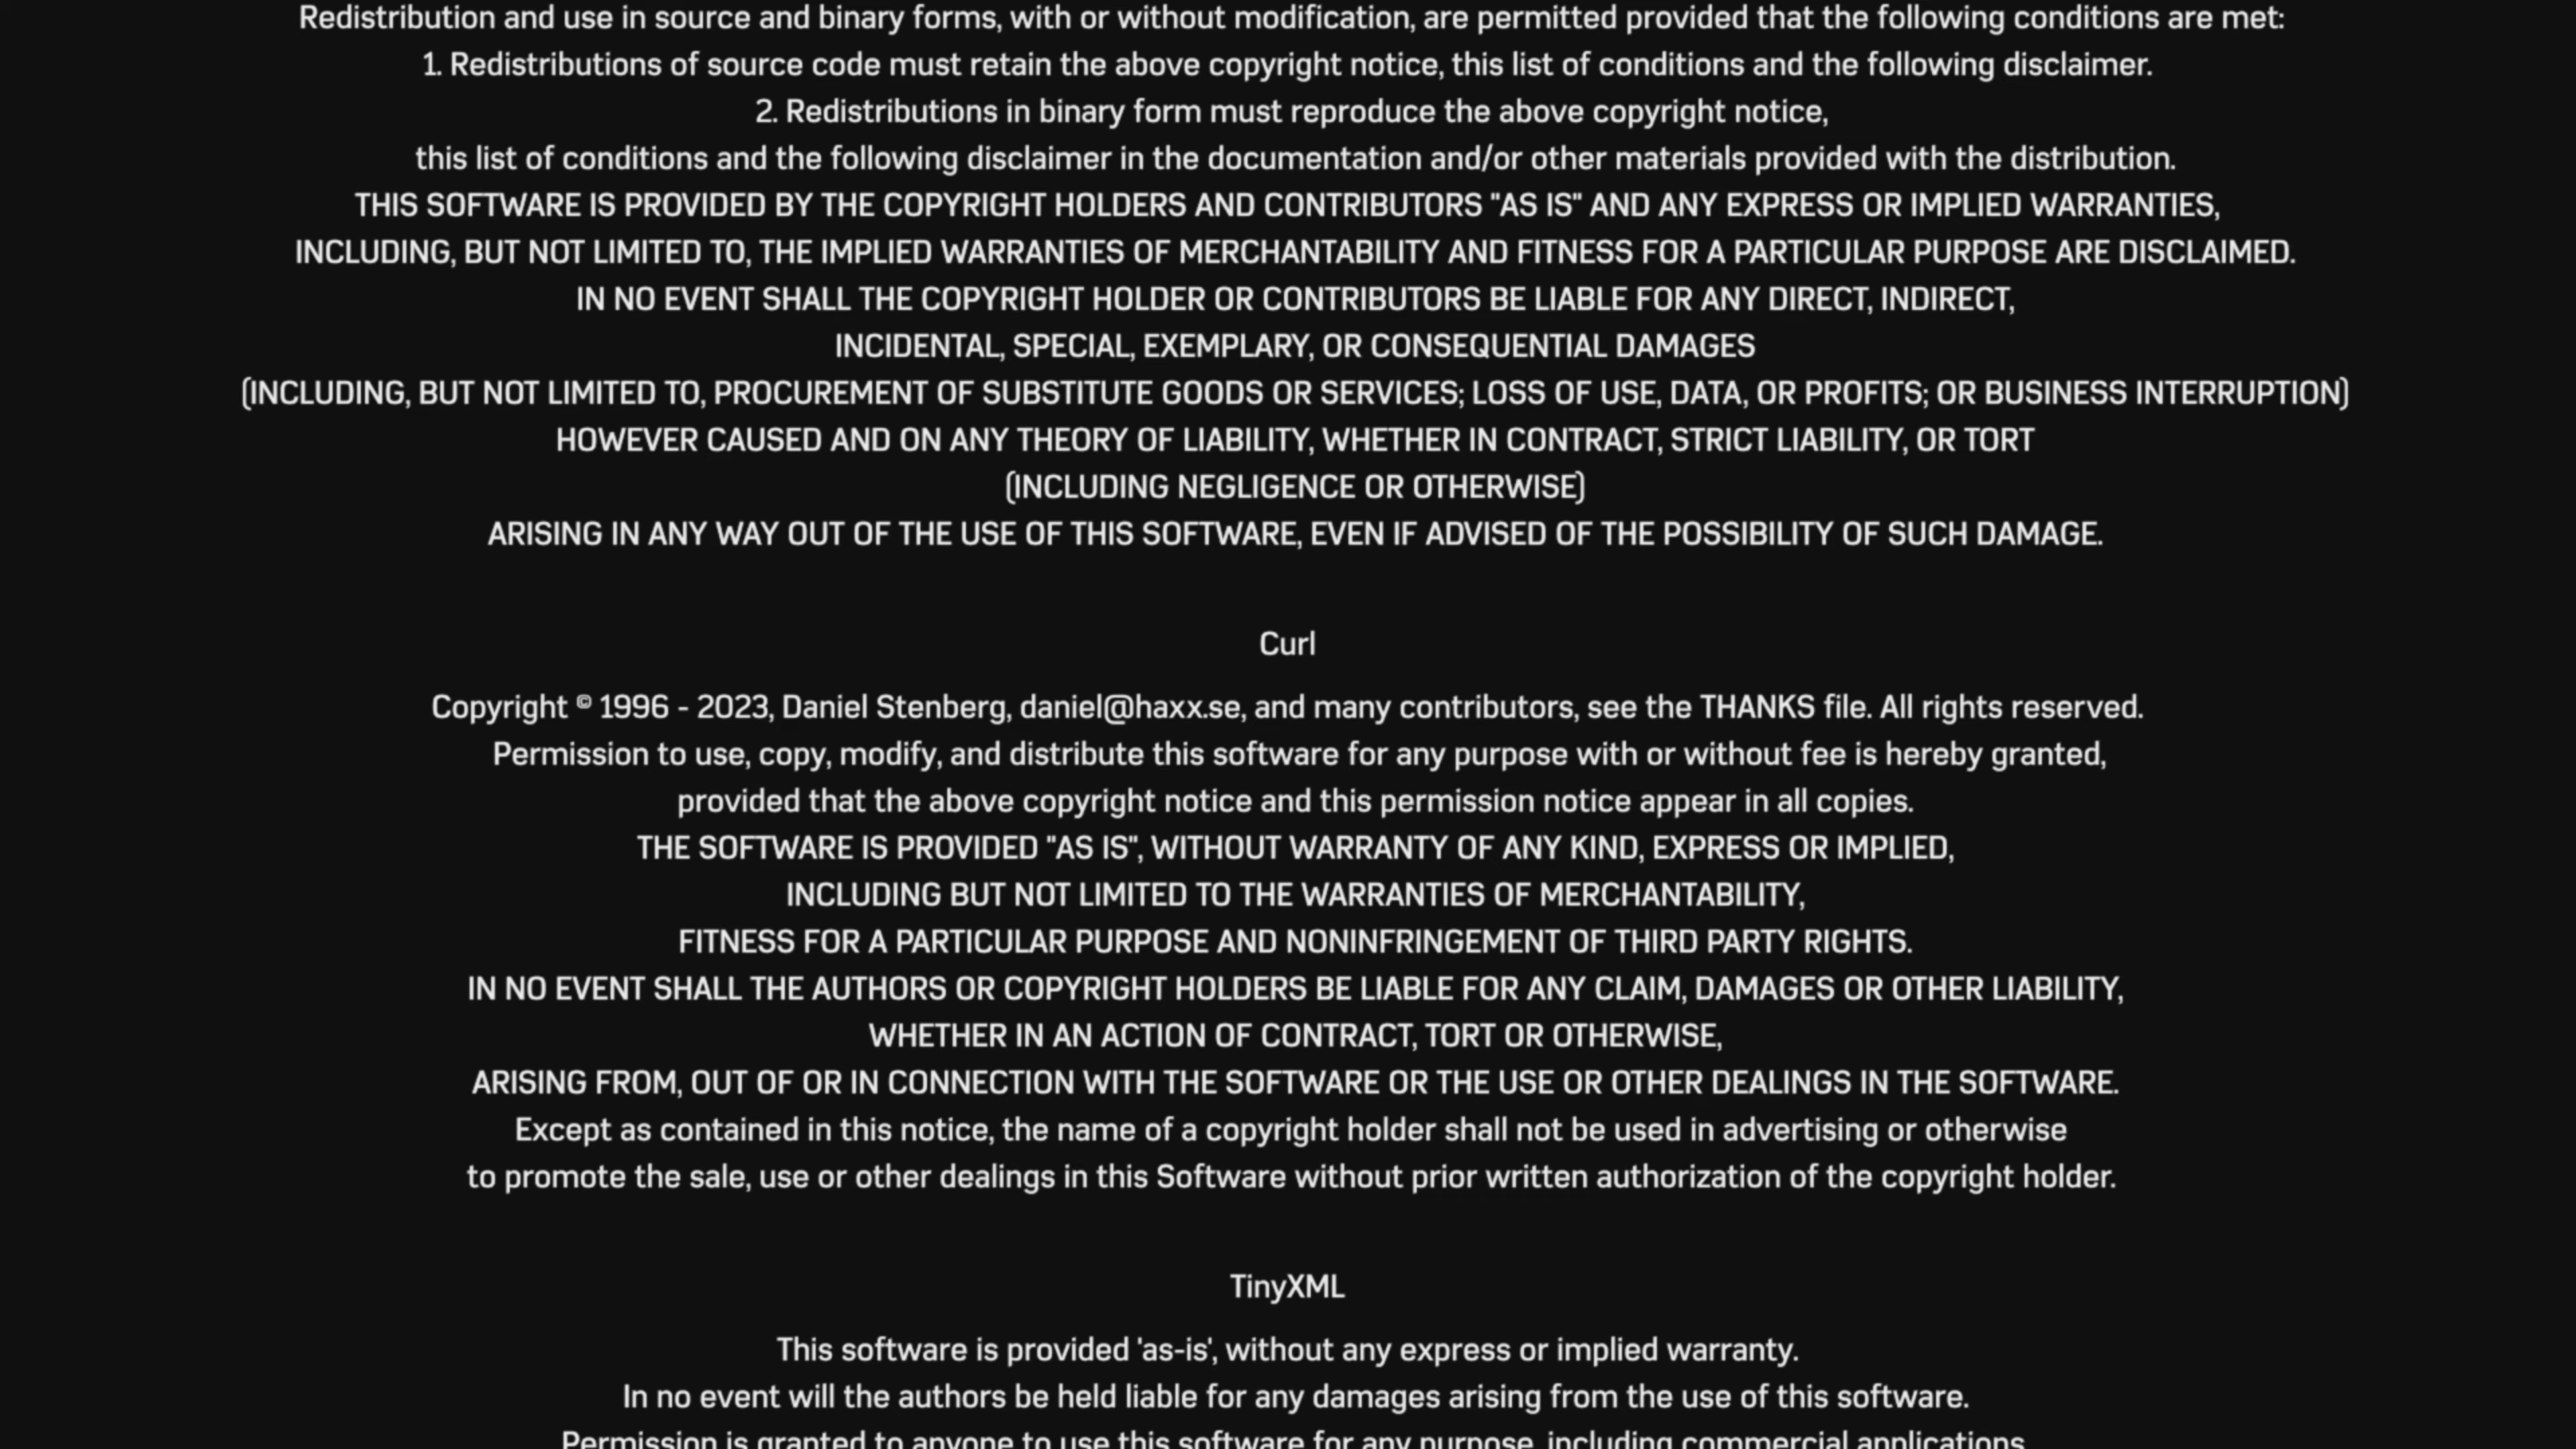 Redistribution and use in source and binary forms, with or without modification, are permitted provided that the following conditions are met:
1. Redistributions of source code must retain the above copyright notice, this list of conditions and the following disclaimer.
2. Redistributions in binary form must reproduce the above copyright notice,
this list of conditions and the following disclaimer in the documentation and/or other materials provided with the distribution.
THIS SOFTWARE IS PROVIDED BY THE COPYRIGHT HOLDERS AND CONTRIBUTORS "AS IS" AND ANY EXPRESS OR IMPLIED WARRANTIES,
INCLUDING, BUT NOT LIMITED TO, THE IMPLIED WARRANTIES OF MERCHANTABILITY AND FITNESS FOR A PARTICULAR PURPOSE ARE DISCLAIMED.
IN NO EVENT SHALL THE COPYRIGHT HOLDER OR CONTRIBUTORS BE LIABLE FOR ANY DIRECT, INDIRECT,
INCIDENTAL, SPECIAL, EXEMPLARY, OR CONSEQUENTIAL DAMAGES
(INCLUDING, BUT NOT LIMITED TO, PROCUREMENT OF SUBSTITUTE GOODS OR SERVICES; LOSS OF USE, DATA, OR PROFITS; OR BUSINESS INTERRUPTION)
HOWEVER CAUSED AND ON ANY THEORY OF LIABILITY, WHETHER IN CONTRACT, STRICT LIABILITY, OR TORT
(INCLUDING NEGLIGENCE OR OTHERWISE)
ARISING IN ANY WAY OUT OF THE USE OF THIS SOFTWARE, EVEN IF ADVISED OF THE POSSIBILITY OF SUCH DAMAGE.
Curl
Copyright © 1996 - 2023, Daniel Stenberg, daniel@haxx.se, and many contributors, see the THANKS file. All rights reserved.
Permission to use, copy, modify, and distribute this software for any purpose with or without fee is hereby granted,
provided that the above copyright notice and this permission notice appear in all copies.
THE SOFTWARE IS PROVIDED "AS IS", WITHOUT WARRANTY OF ANY KIND, EXPRESS OR IMPLIED,
INCLUDING BUT NOT LIMITED TO THE WARRANTIES OF MERCHANTABILITY,
FITNESS FOR A PARTICULAR PURPOSE AND NONINFRINGEMENT OF THIRD PARTY RIGHTS.
IN NO EVENT SHALL THE AUTHORS OR COPYRIGHT HOLDERS BE LIABLE FOR ANY CLAIM, DAMAGES OR OTHER LIABILITY,
WHETHER IN AN ACTION OF CONTRACT, TORT OR OTHERWISE,
ARISING FROM, OUT OF OR IN CONNECTION WITH THE SOFTWARE OR THE USE OR OTHER DEALINGS IN THE SOFTWARE.
Except as contained in this notice, the name of a copyright holder shall not be used in advertising or otherwise
to promote the sale, use or other dealings in this Software without prior written authorization of the copyright holder.
TinyXML
This software is provided 'as-is', without any express or implied warranty.
In no event will the authors be held liable for any damages arising from the use of this software.
Permission is granted to anyone to use this software for any purpose, including commercial applications